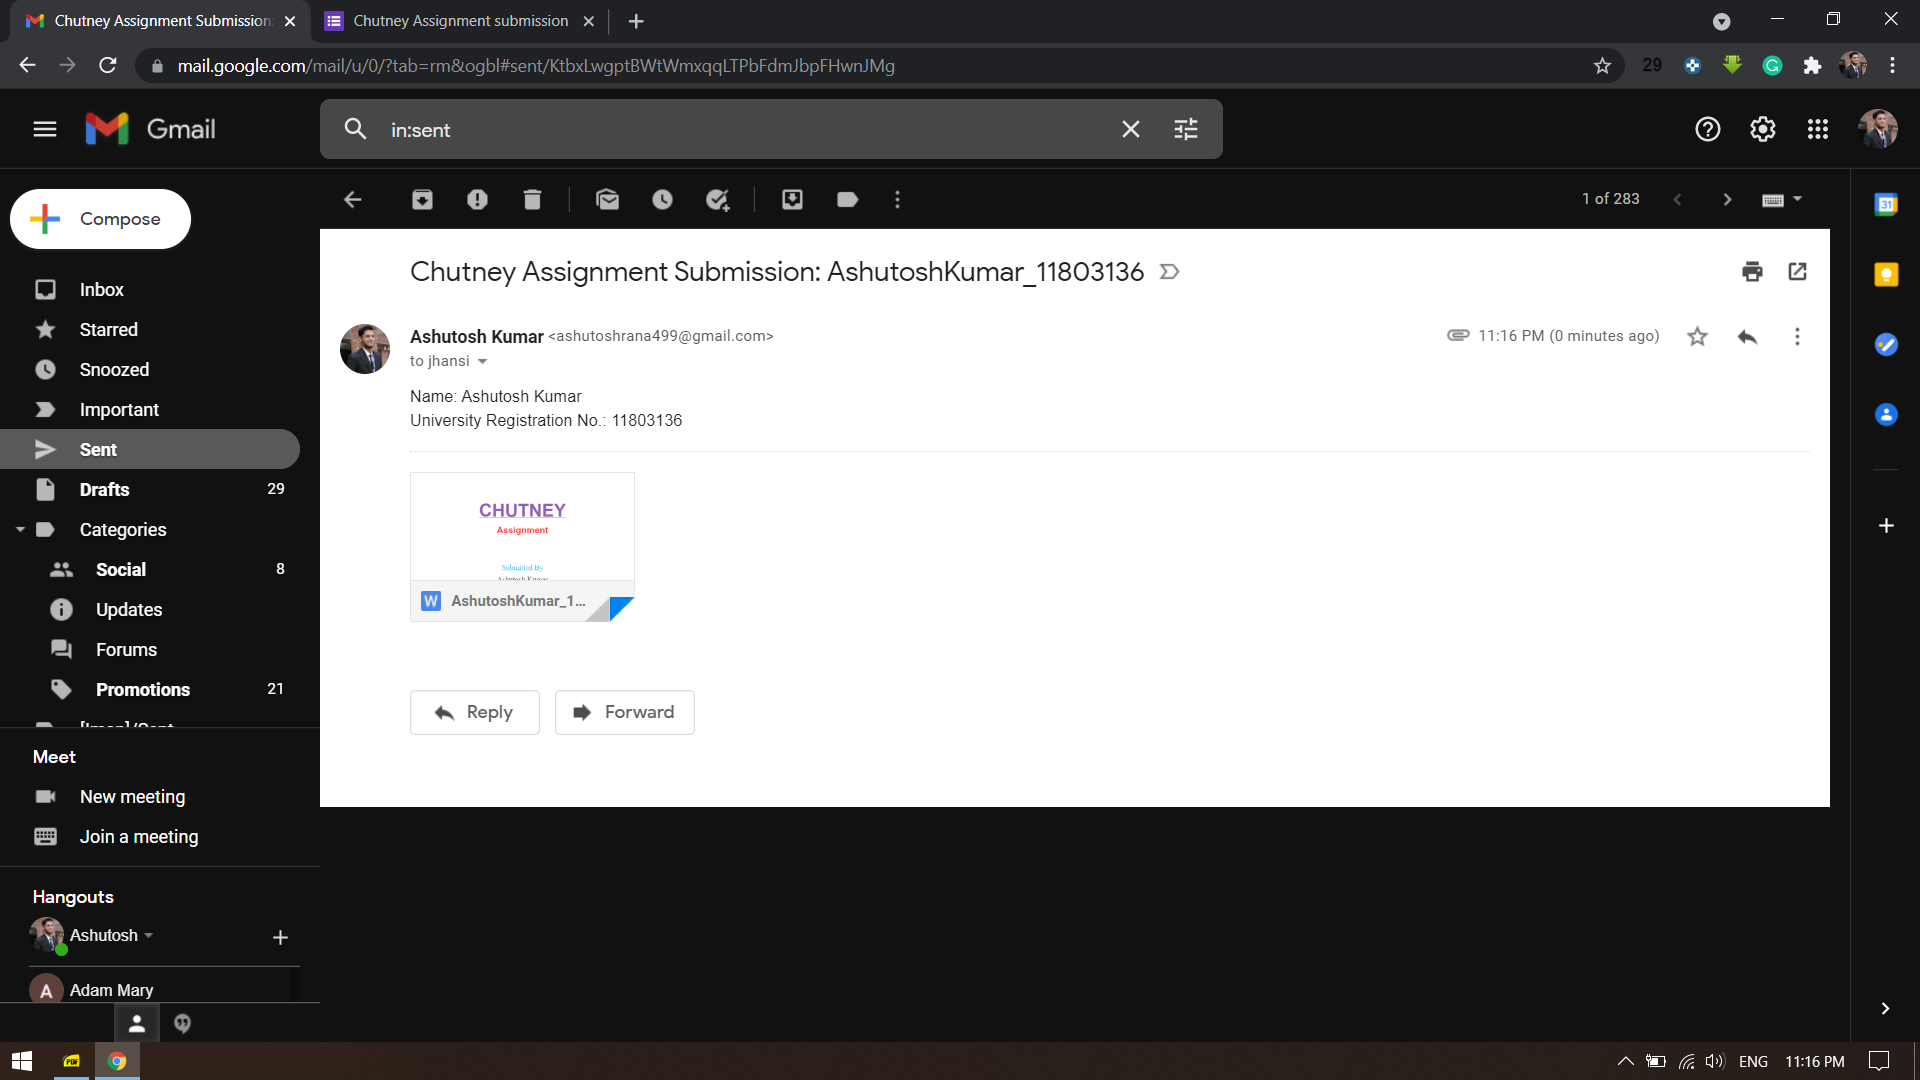 Chutney Assignment Submission:
Chutney Assignment submission
mail.google.com/mail/u/0/?tab=rm&ogbl#sent/KtbxLwgptBWtWmxqqLTPbFdmJbpFHwnJMg
29
Gmail
in:sent
Compose
1 of 283
31
Inbox
Starred
Snoozed
Important
Sent
Drafts 29
Categories
Social 8
Updates
Forums
Promotions 21
Chutney Assignment Submission: AshutoshKumar_11803136
Ashutosh Kumar <ashutoshrana499@gmail.com>
11:16 PM (0 minutes ago)
to jhansi
Name: Ashutosh Kumar
University Registration No.: 11803136
CHUTNEY
Assignment
Submitted By
Ashutosh Kumar
W AshutoshKumar_1...
Reply
Forward
Meet
New meeting
Join a meeting
Hangouts
Ashutosh
A Adam Mary
PDF
ENG
11:16 PM